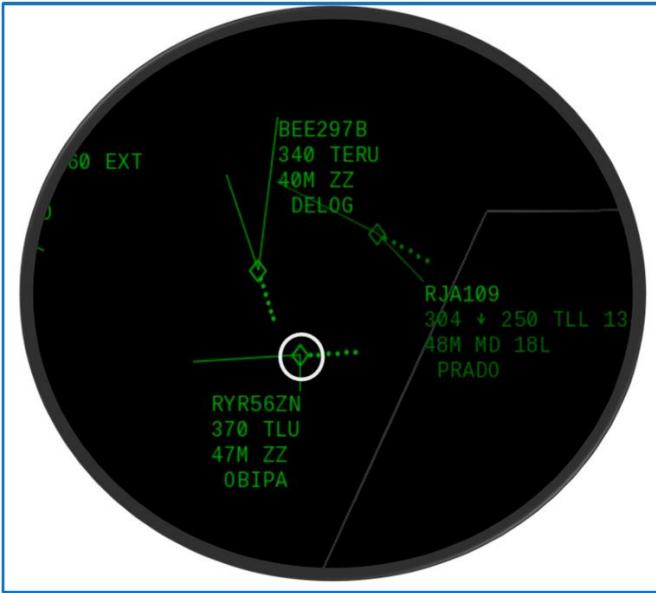 60 EXT
BEE297B
340 TERU
40M ZZ
DELOG
RJA109
304 ↓ 250 TLL 13
48M MD 18L
PRADO
RYR56ZN
370 TLU
47M ZZ
OBIPA